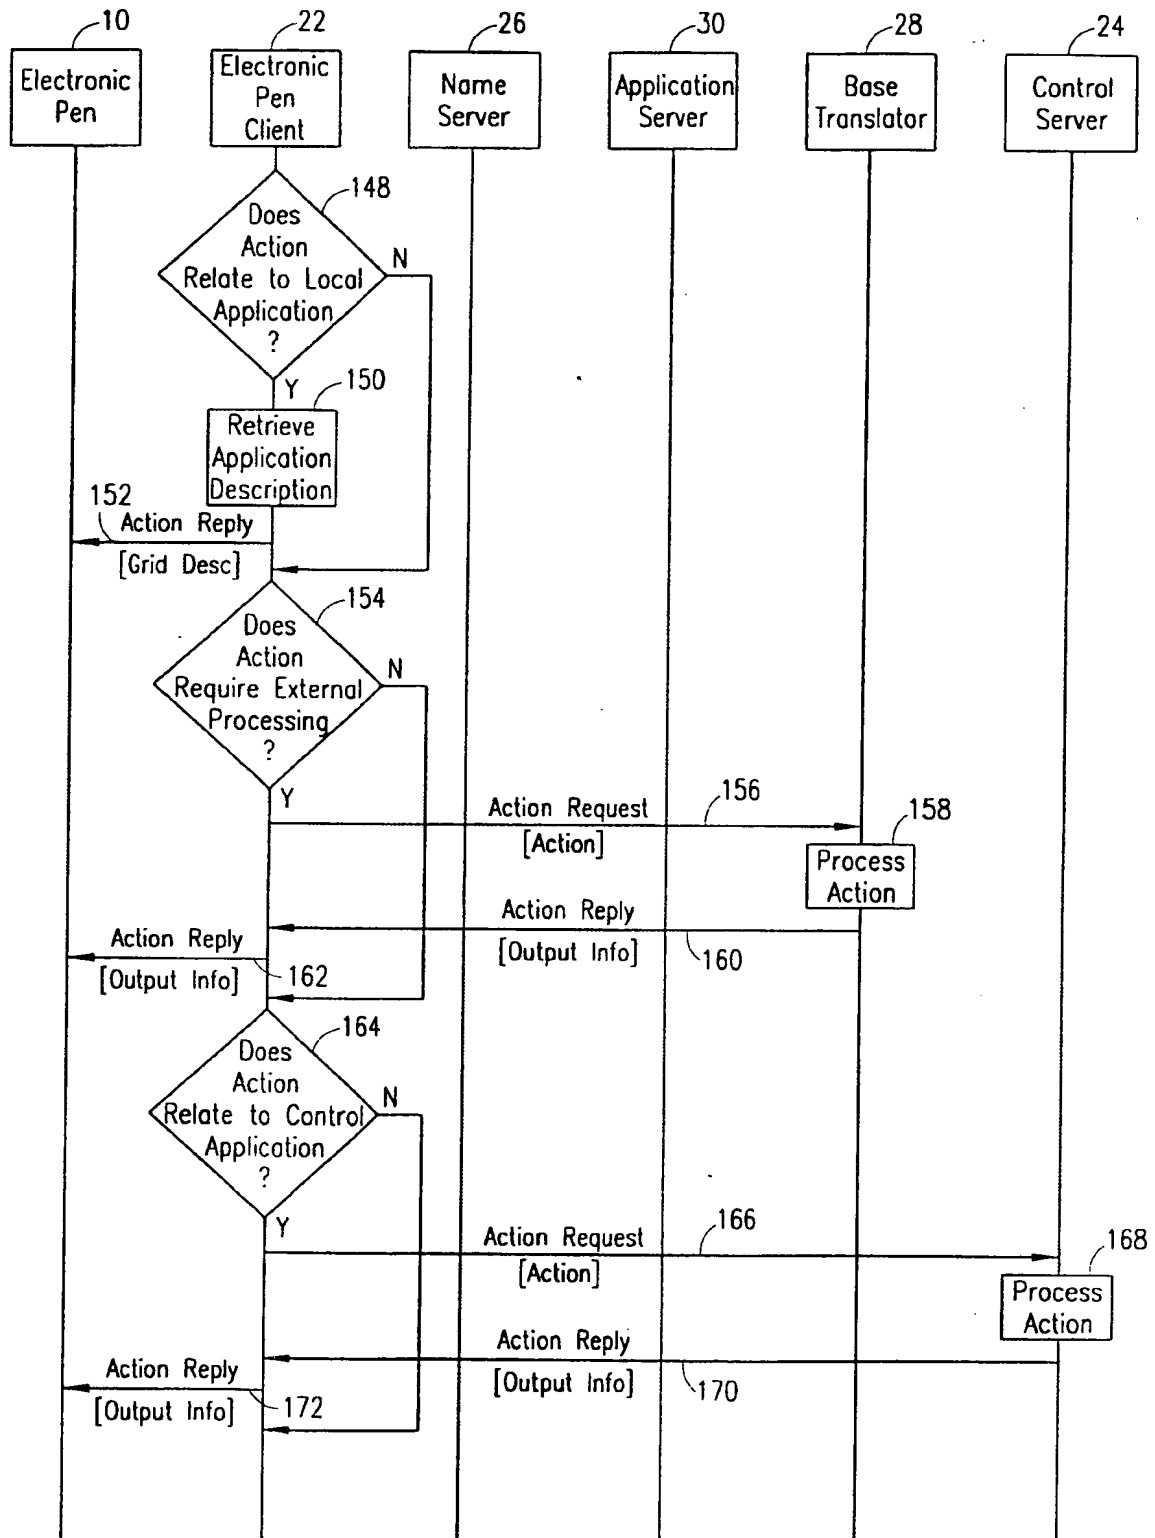 10
22
26
30
28
24
Electronic
Pen
Electronic
Pen
Client
Name
Server
Application
Server
Base
Translator
Control
Server
148
Does
Action
Relate to Local
Application
?
N
Y
150
Retrieve
Application
Description
152
Action Reply
[Grid Desc]
154
Does
Action
Require External
Processing
?
N
Y
Action Request
156
[Action]
158
Process
Action
Action Reply
[Output Info]
160
Action Reply
[Output Info]
162
164
Does
Action
Relate to Control
Application
?
N
Y
Action Request
166
[Action]
168
Process
Action
Action Reply
[Output Info]
170
Action Reply
[Output Info]
172